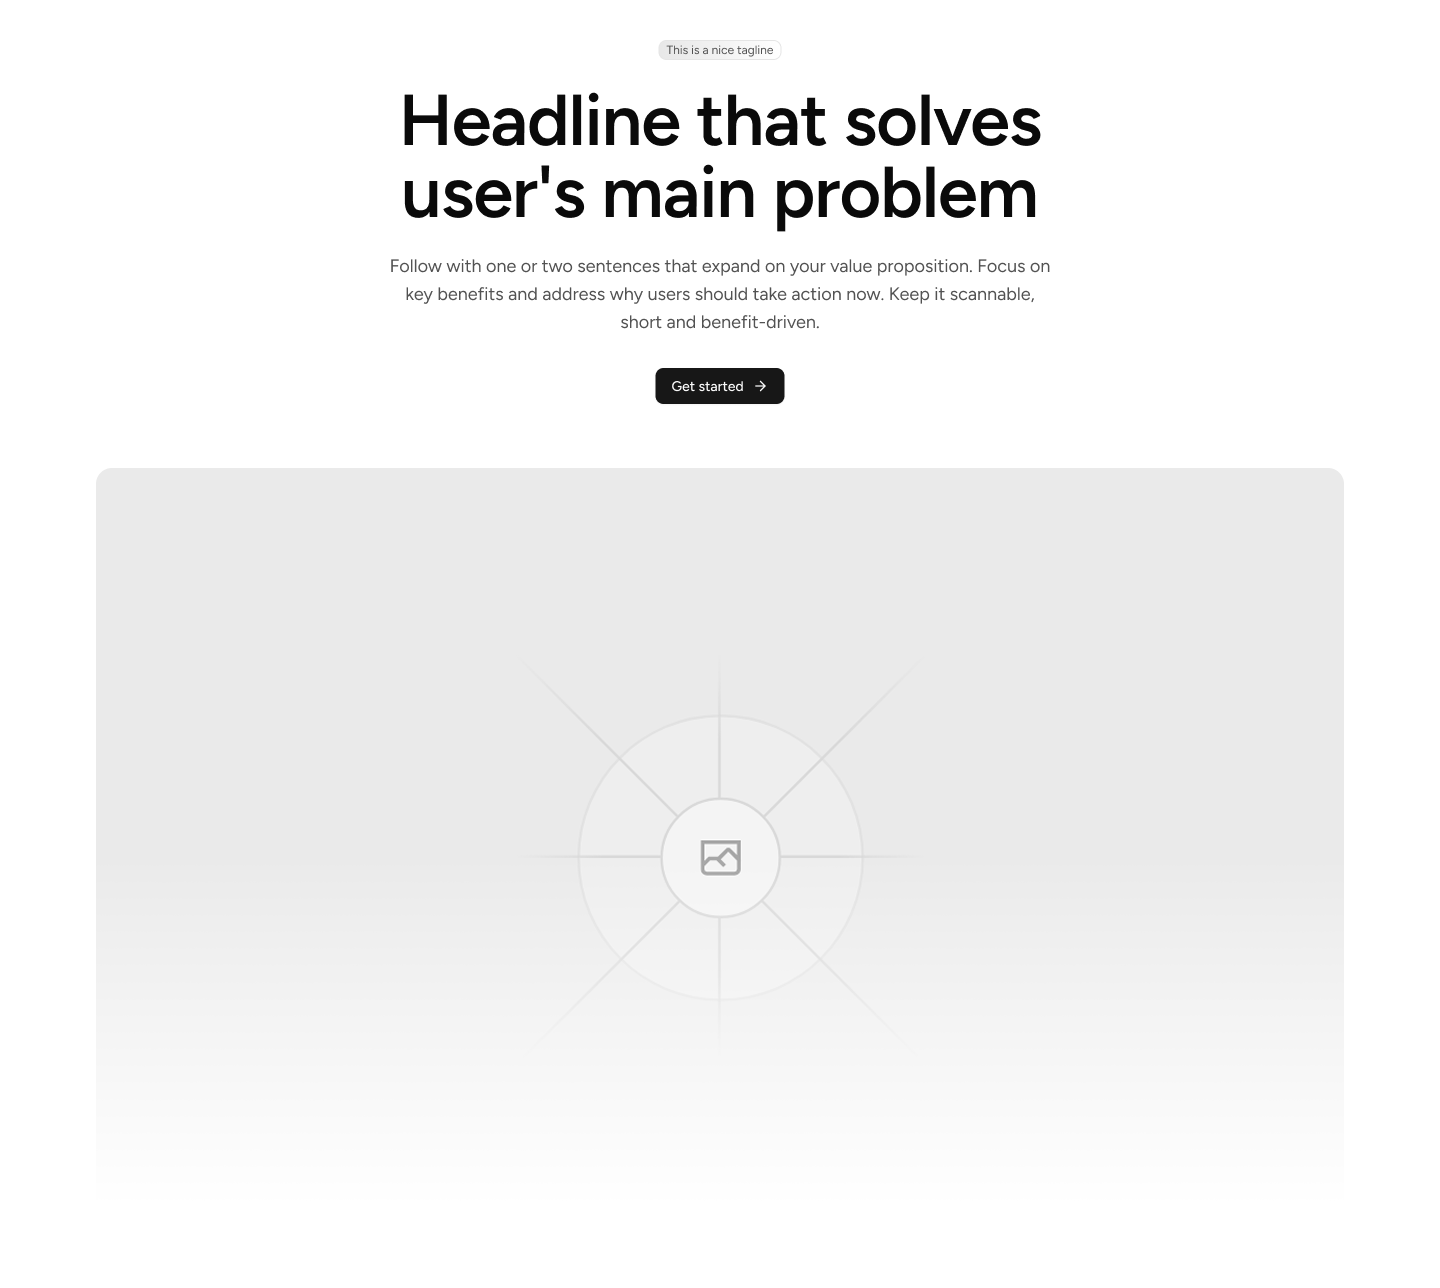 This is a nice tagline
Headline that solves
user's main problem
Follow with one or two sentences that expand on your value proposition. Focus on
key benefits and address why users should take action now. Keep it scannable,
short and benefit-driven.
Get started